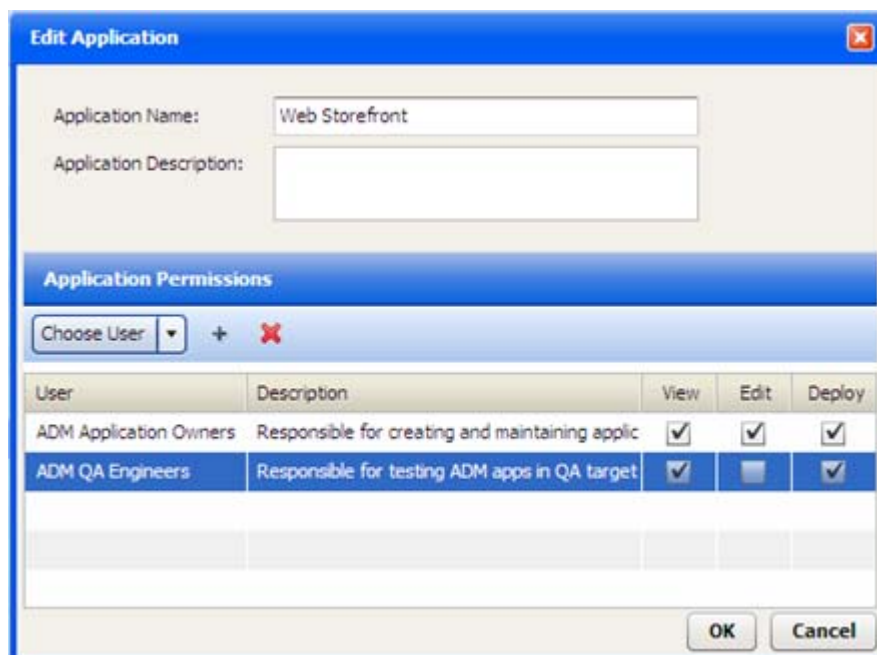 Edit Application
Application Name: Web Storefront
Application Description:
Application Permissions
Choose User
User Description View Edit Deploy
ADM Application Owners Responsible for creating and maintaining applic
ADM QA Engineers Responsible for testing ADM apps in QA target
OK Cancel